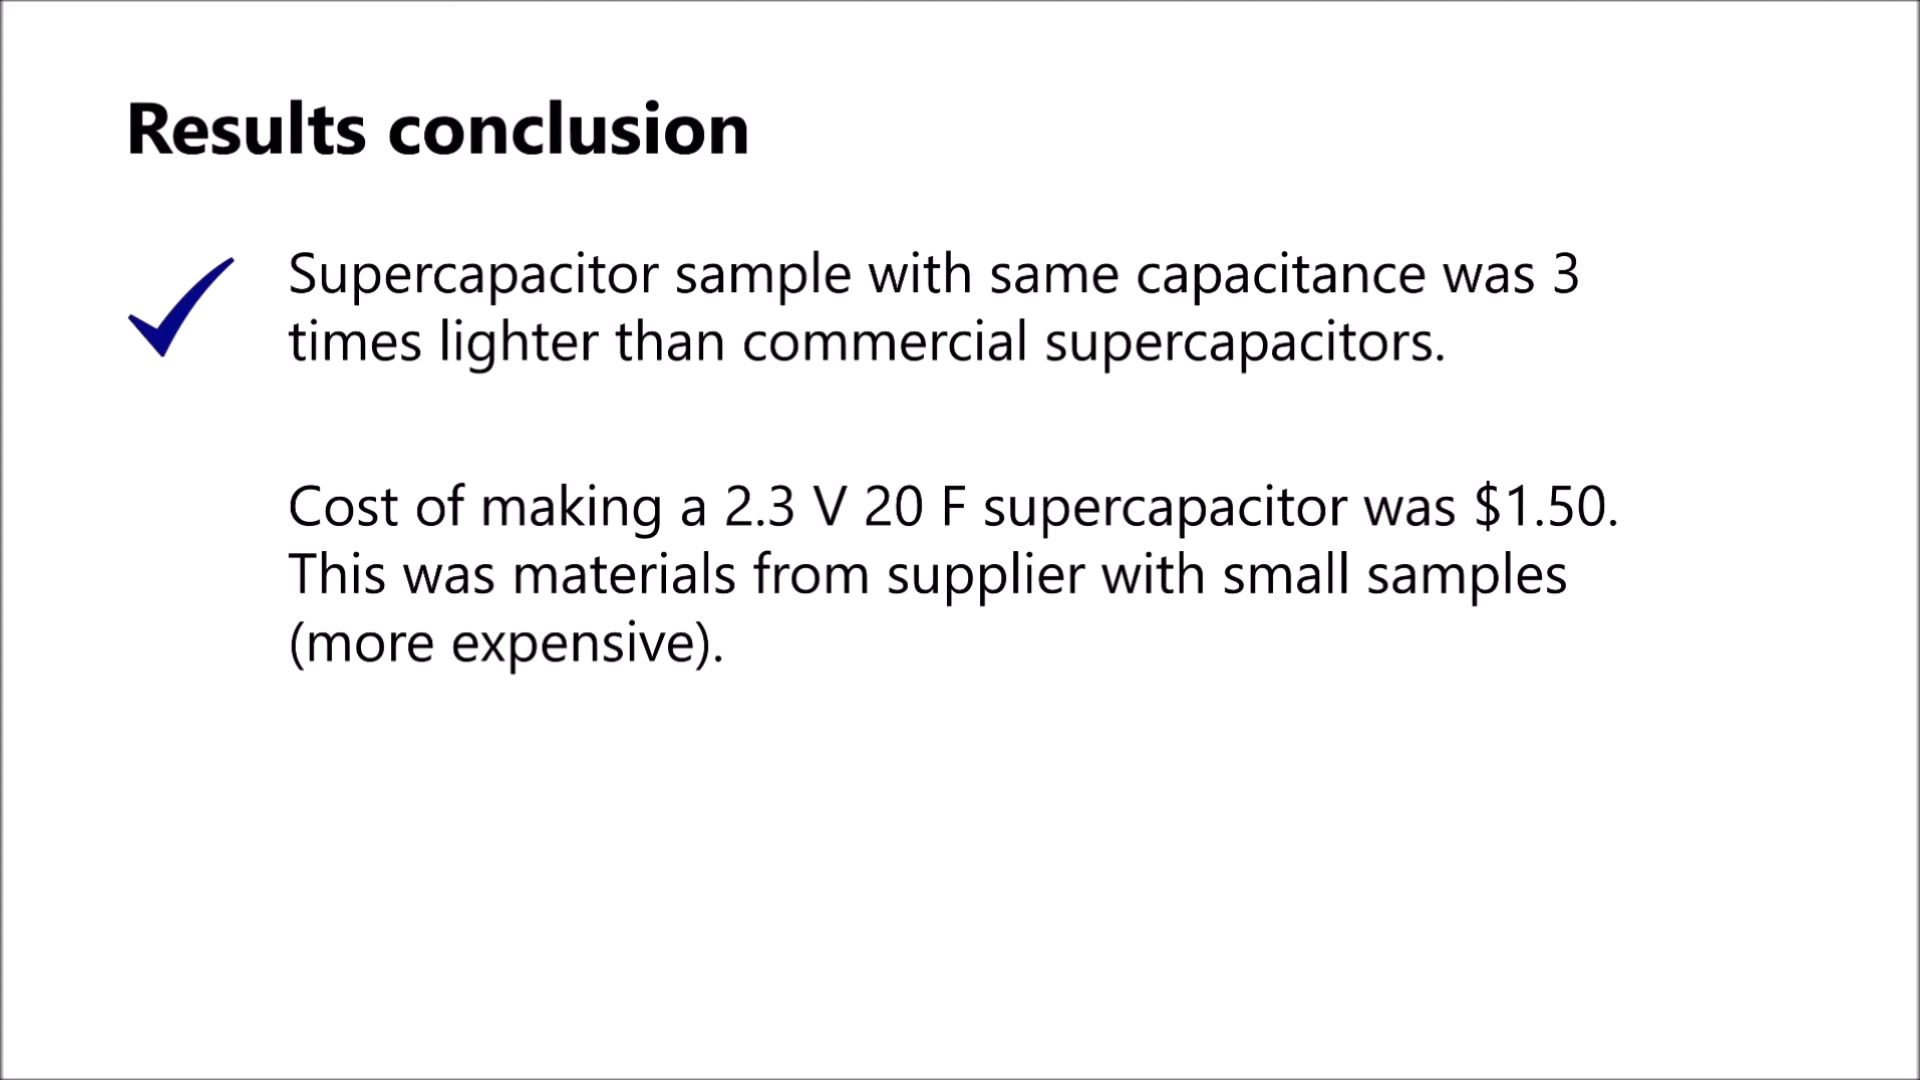 Results conclusion
Supercapacitor sample with same capacitance was 3
times lighter than commercial supercapacitors.
Cost of making a 2.3 V 20 F supercapacitor was $1.50.
This was materials from supplier with small samples
(more expensive).